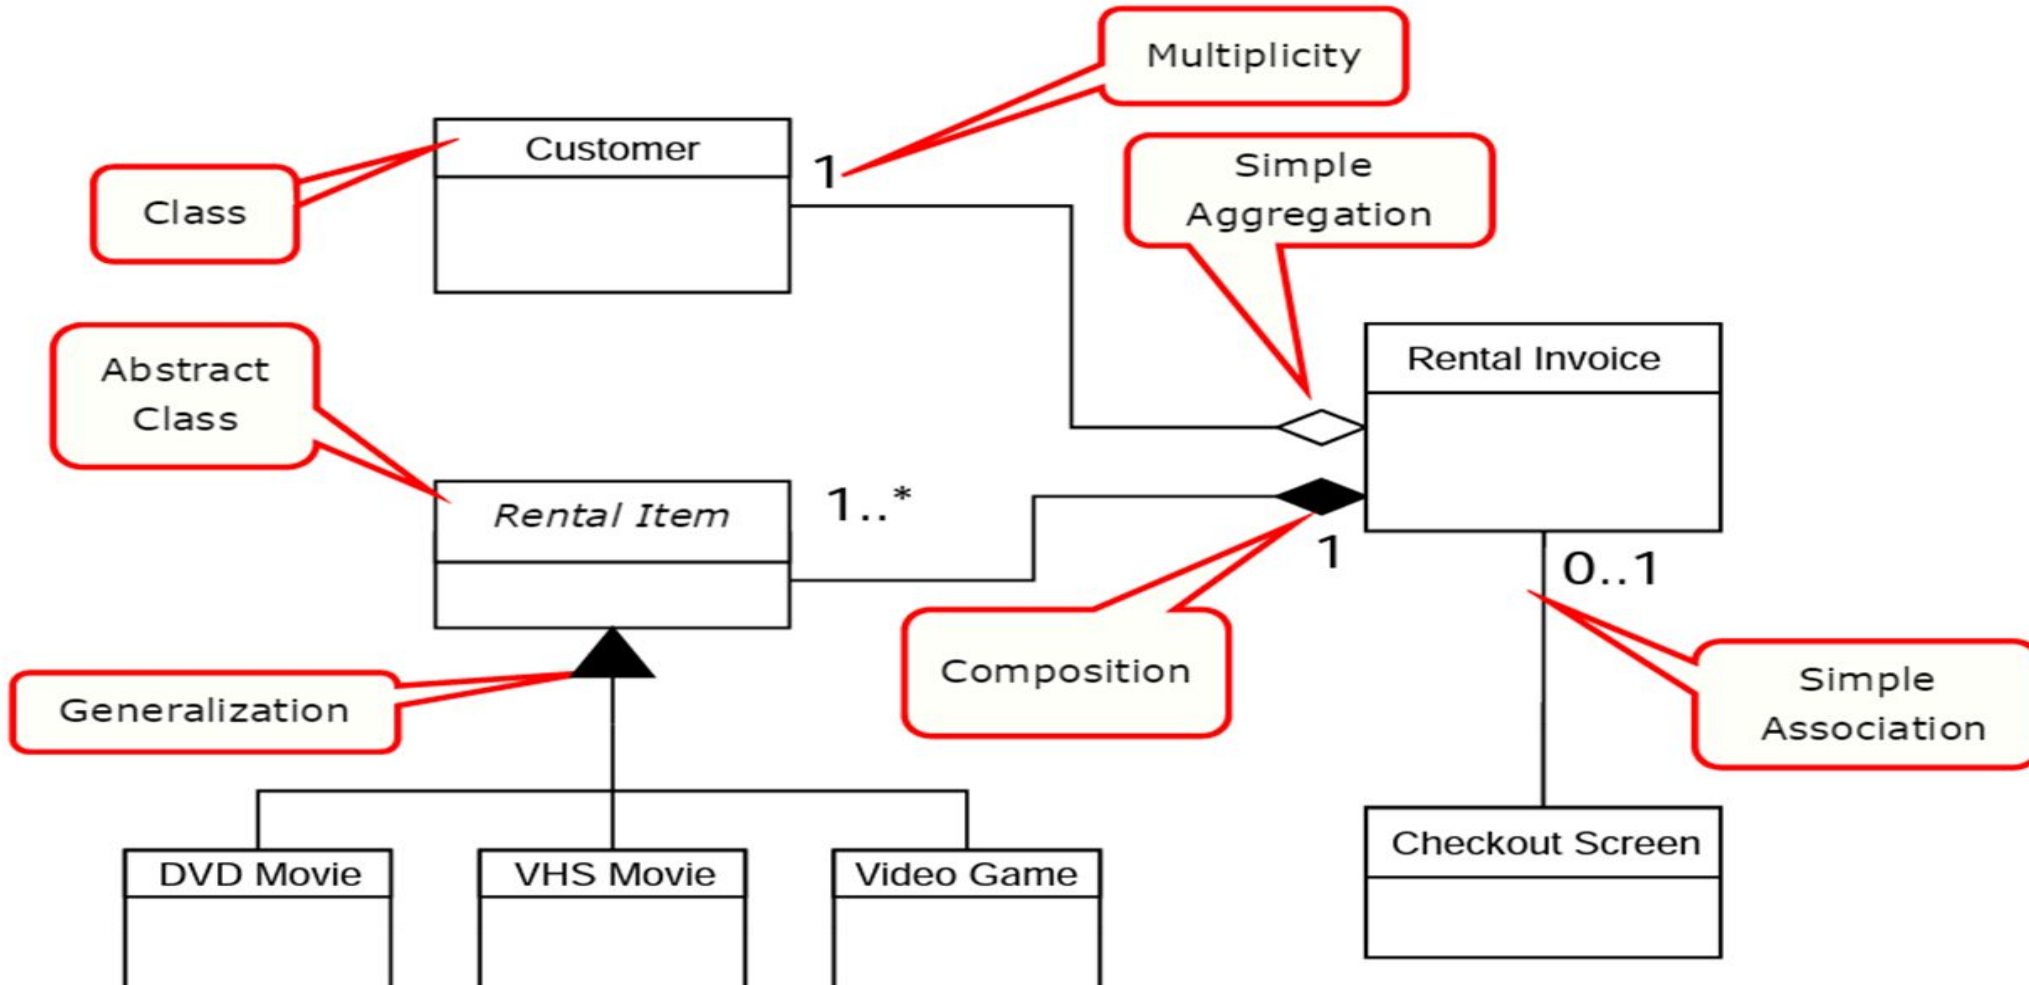 Multiplicity
Customer
1
Class
Simple
Aggregation
Abstract
Class
Rental Invoice
Rental Item
1..*
1
0..1
Generalization
Composition
Simple
Association
DVD Movie
VHS Movie
Video Game
Checkout Screen